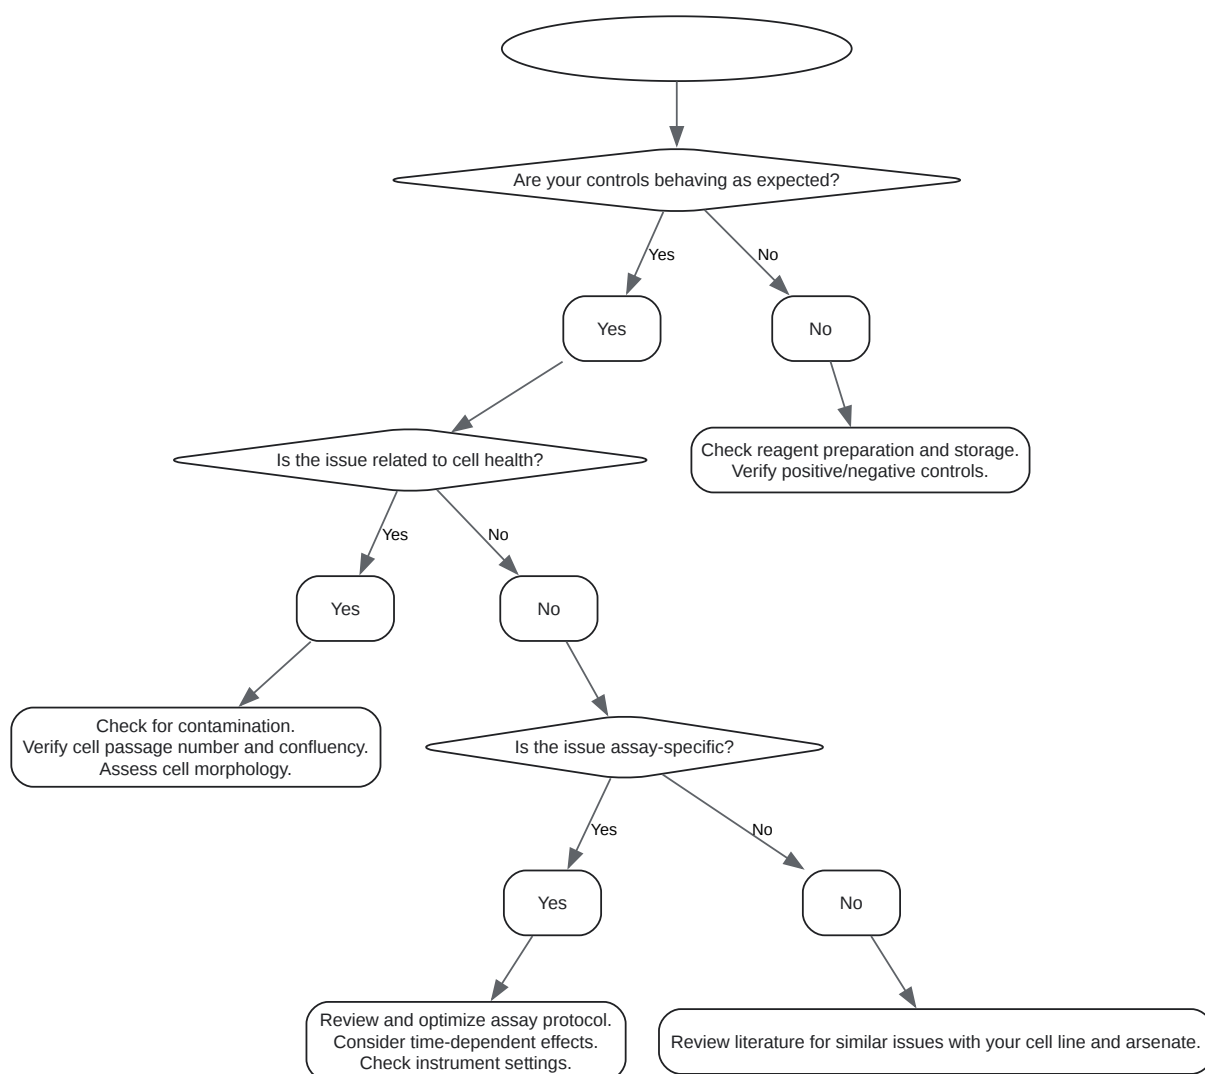 Are your controls behaving as expected?
Yes
No
Yes
No
Check reagent preparation and storage.
Verify positive/negative controls.
Is the issue related to cell health?
Yes
No
Yes
No
Check for contamination.
Verify cell passage number and confluency.
Assess cell morphology.
Is the issue assay-specific?
Yes
No
Yes
No
Review and optimize assay protocol.
Consider time-dependent effects.
Check instrument settings.
Review literature for similar issues with your cell line and arsenate.